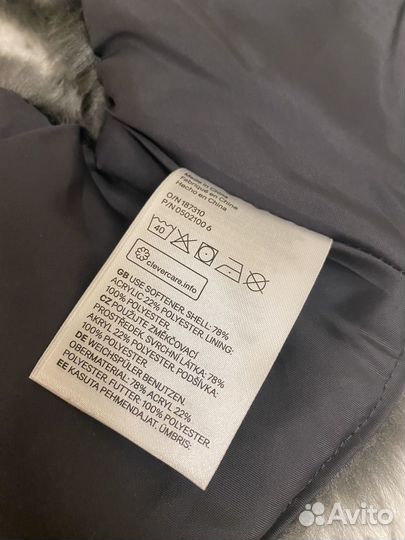 Made in China
Fabriqué en Chine
Hecho en China
O/N 187310
P/N 0502100 6
40
clevercare.info
GB USE SOFTENER. SHELL: 78%
ACRYLIC 22% POLYESTER. LINING:
100% POLYESTER
CZ POUŽIJTE ZMĚKČOVACÍ
PROSTŘEDEK. SVRCHNÍ LÁTKA: 78%
AKRYL 22% POLYESTER. PODŠÍVKA:
100% POLYESTER
DE WEICHSPÜLER BENUTZEN.
OBERMATERIAL: 78% ACRYL 22%
POLYESTER. FUTTER: 100% POLYESTER
EE KASUTA PEHMENDAJAT. ÜMBRIS:
Avito